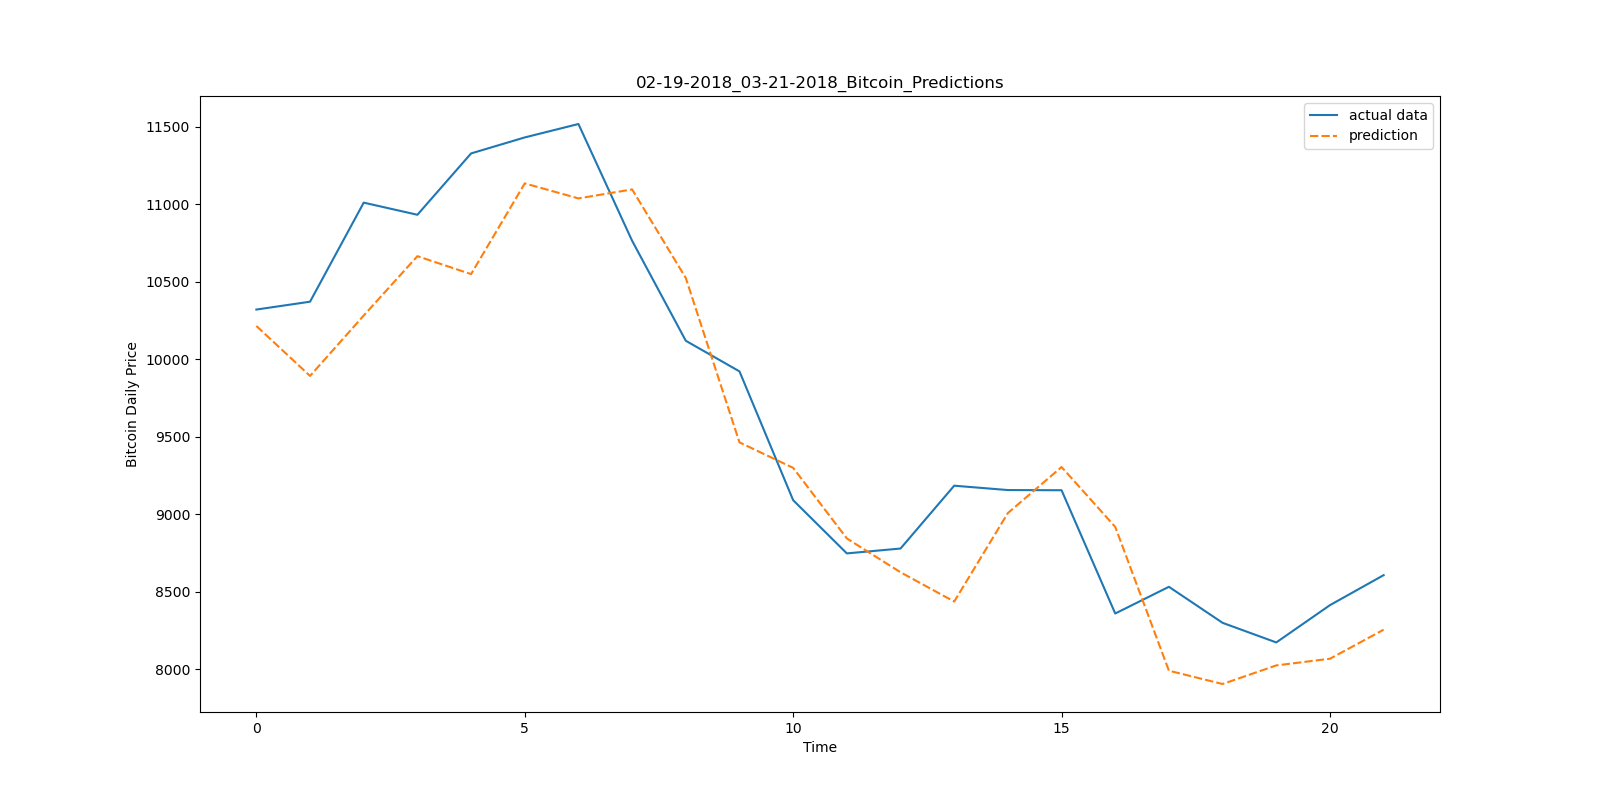 02-19-2018_03-21-2018_Bitcoin_Predictions
actual data
prediction
11500
11000
10500
10000
9500
9000
8500
8000
Bitcoin Daily Price
0 5 10 15 20
Time